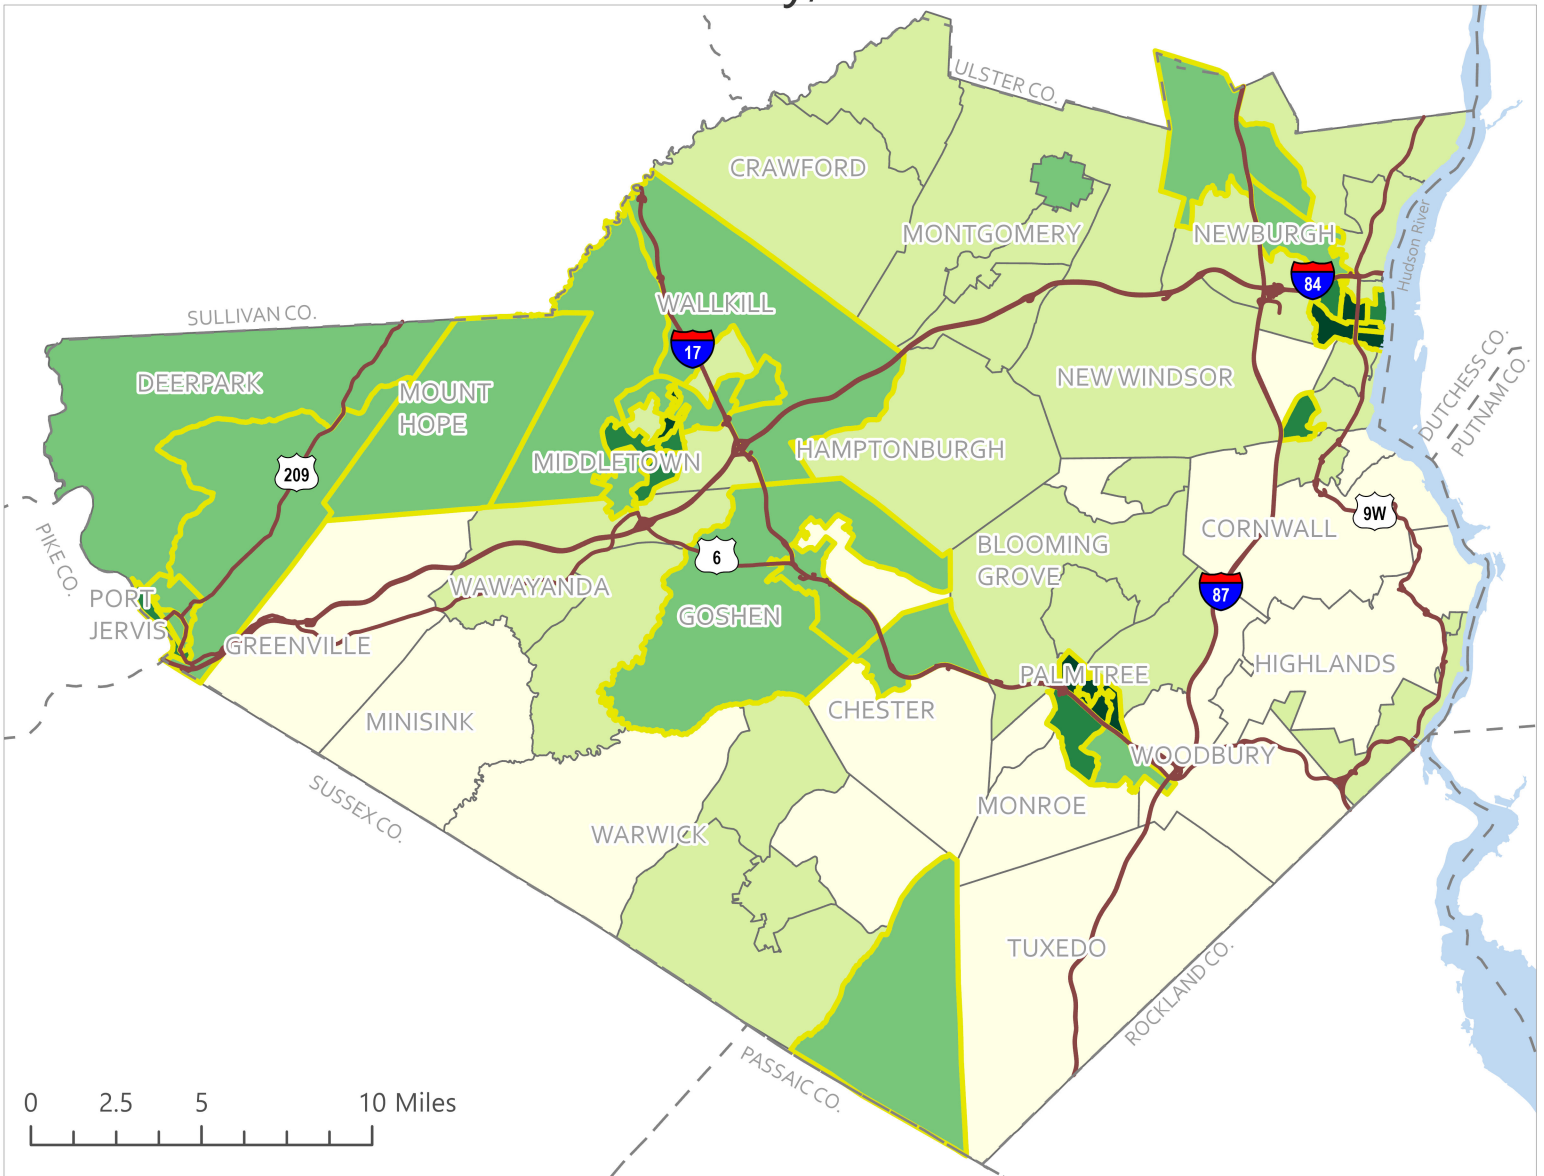 ULSTER CO.
CRAWFORD
MONTGOMERY
NEWBURGH
Hudson River
84
WALLKILL
SULLIVAN CO.
17
DEERPARK
MOUNT
HOPE
NEW WINDSOR
DUTCHESS CO.
PUTNAM CO.
HAMPTONBURGH
MIDDLETOWN
209
9W
CORNWALL
PIKE CO.
6
BLOOMING
GROVE
WAWAYANDA
87
PORT
JERVIS
GOSHEN
GREENVILLE
HIGHLANDS
PALM TREE
CHESTER
MINISINK
WOODBURY
SUSSEX CO.
MONROE
WARWICK
TUXEDO
ROCKLAND CO.
PASSAIC CO.
0 2.5 5 10 Miles